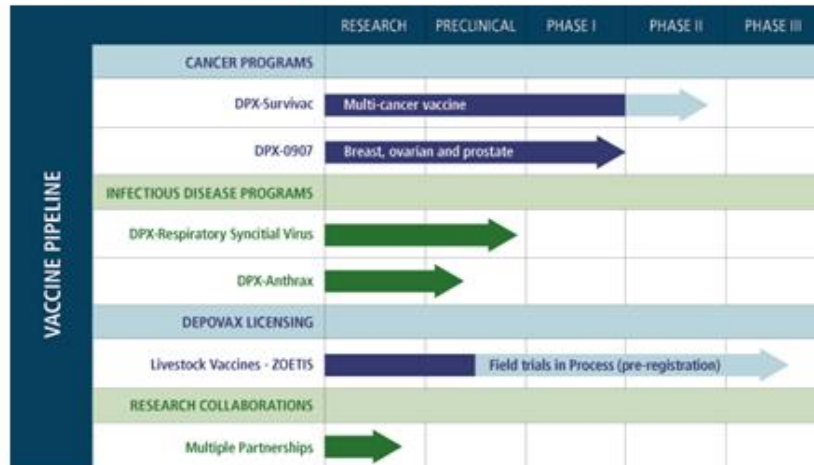 RESEARCH PRECLINICAL PHASE I PHASE II PHASE III
VACCINE PIPELINE
CANCER PROGRAMS
DPX-Survivac Multi-cancer vaccine
DPX-0907 Breast, ovarian and prostate
INFECTIOUS DISEASE PROGRAMS
DPX-Respiratory Syncitial Virus
DPX-Anthrax
DEPOVAX LICENSING
Livestock Vaccines - ZOETIS Field trials in Process (pre-registration)
RESEARCH COLLABORATIONS
Multiple Partnerships